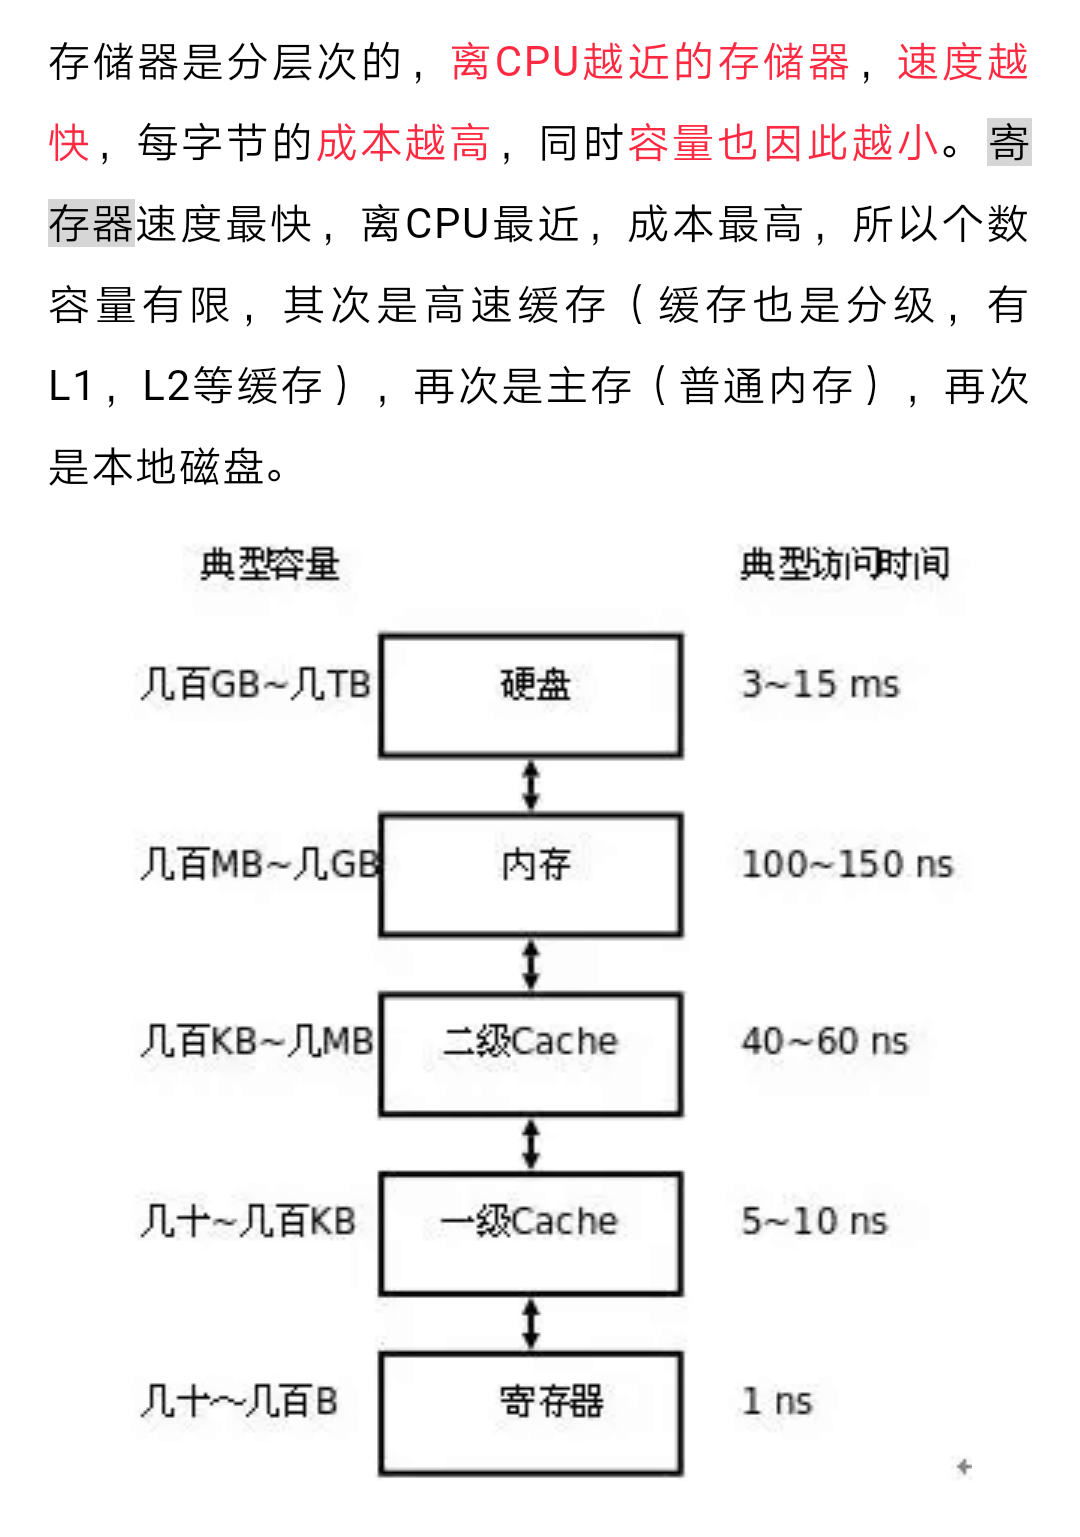 存储器是分层次的，离CPU越近的存储器，速度越
快，每字节的成本越高，同时容量也因此越小。寄
存器速度最快，离CPU最近，成本最高，所以个数
容量有限，其次是高速缓存（缓存也是分级，有
L1，L2等缓存），再次是主存（普通内存），再次
是本地磁盘。
典型容量 典型访问时间
几百GB~几TB 硬盘 3~15 ms
几百MB~几GB 内存 100~150 ns
几百KB~几MB 二级Cache 40~60 ns
几十~几百KB 一级Cache 5~10 ns
几十~几百B 寄存器 1 ns